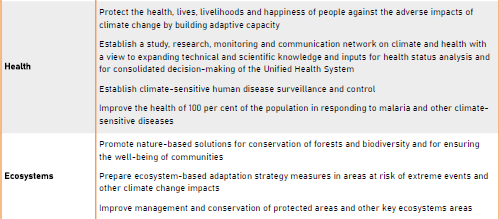 Protect the health, lives, livelihoods and happiness of people against the adverse impacts of
climate change by building adaptive capacity
Establish a study, research, monitoring and communication network on climate and health with
a view to expanding technical and scientific knowledge and inputs for health status analysis and
for consolidated decision-making of the Unified Health System
Health
Establish climate-sensitive human disease surveillance and control
Improve the health of 100 per cent of the population in responding to malaria and other climate-
sensitive diseases
Promote nature-based solutions for conservation of forests and biodiversity and for ensuring
the well-being of communities
Ecosystems
Prepare ecosystem-based adaptation strategy measures in areas at risk of extreme events and
other climate change impacts
Improve management and conservation of protected areas and other key ecosystems areas